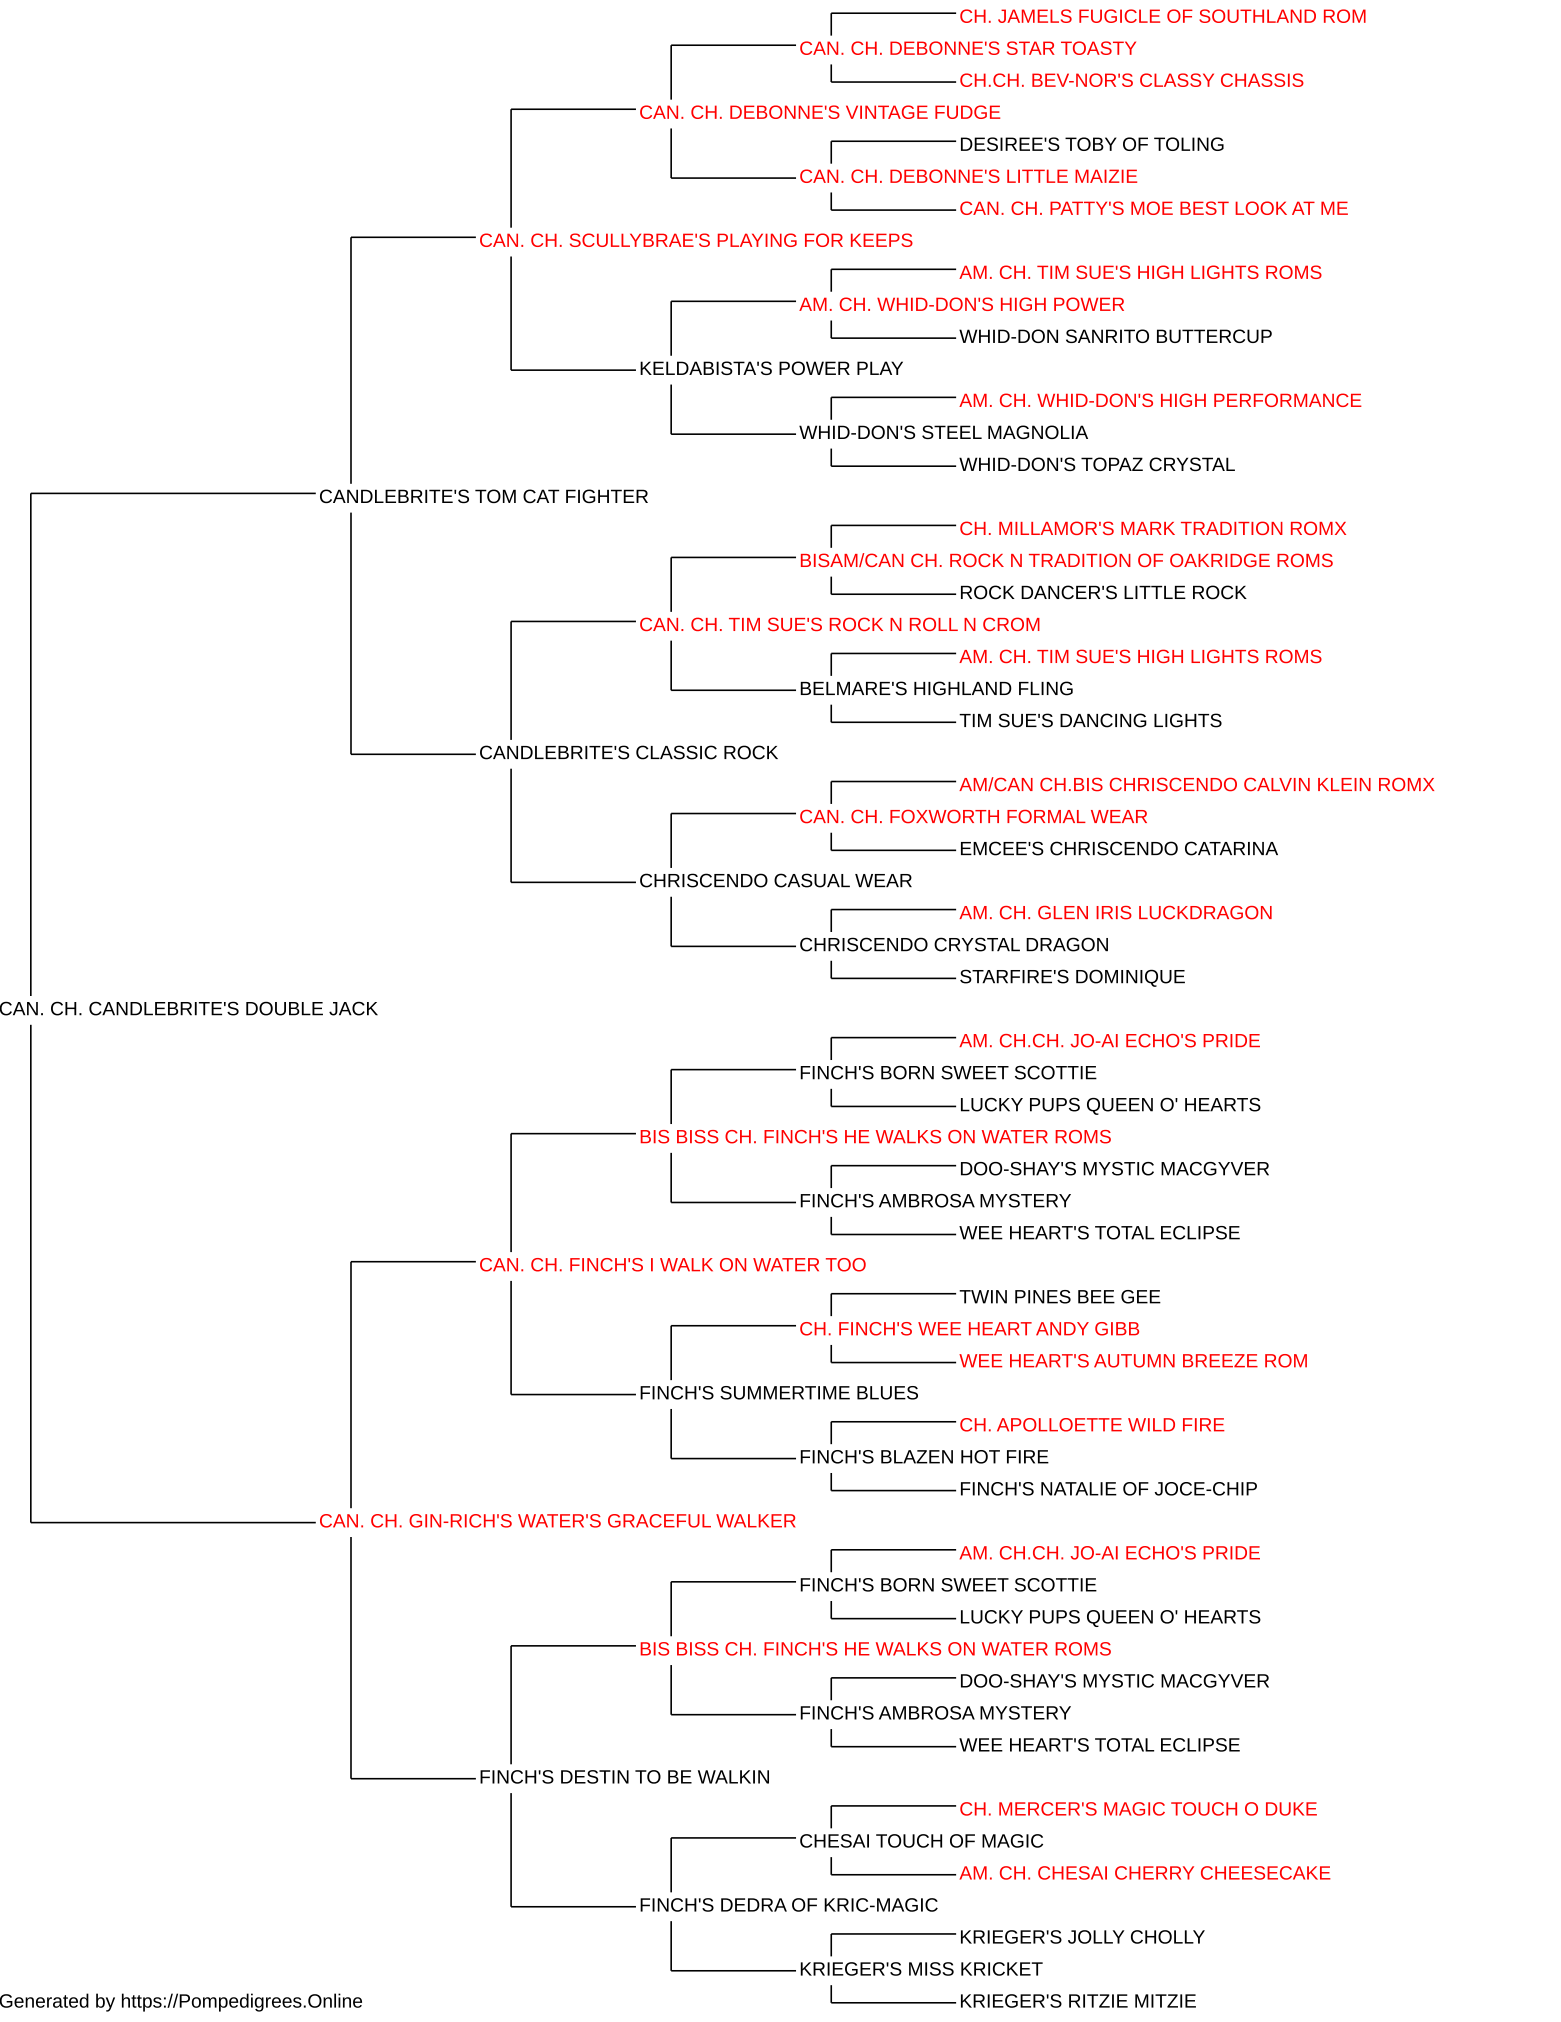 CH. JAMELS FUGICLE OF SOUTHLAND ROM
CAN. CH. DEBONNE'S STAR TOASTY
CH.CH. BEV-NOR'S CLASSY CHASSIS
CAN. CH. DEBONNE'S VINTAGE FUDGE
DESIREE'S TOBY OF TOLING
CAN. CH. DEBONNE'S LITTLE MAIZIE
CAN. CH. PATTY'S MOE BEST LOOK AT ME
CAN. CH. SCULLYBRAE'S PLAYING FOR KEEPS
AM. CH. TIM SUE'S HIGH LIGHTS ROMS
AM. CH. WHID-DON'S HIGH POWER
WHID-DON SANRITO BUTTERCUP
KELDABISTA'S POWER PLAY
AM. CH. WHID-DON'S HIGH PERFORMANCE
WHID-DON'S STEEL MAGNOLIA
WHID-DON'S TOPAZ CRYSTAL
CANDLEBRITE'S TOM CAT FIGHTER
CH. MILLAMOR'S MARK TRADITION ROMX
BISAM/CAN CH. ROCK N TRADITION OF OAKRIDGE ROMS
ROCK DANCER'S LITTLE ROCK
CAN. CH. TIM SUE'S ROCK N ROLL N CROM
AM. CH. TIM SUE'S HIGH LIGHTS ROMS
BELMARE'S HIGHLAND FLING
TIM SUE'S DANCING LIGHTS
CANDLEBRITE'S CLASSIC ROCK
AM/CAN CH.BIS CHRISCENDO CALVIN KLEIN ROMX
CAN. CH. FOXWORTH FORMAL WEAR
EMCEE'S CHRISCENDO CATARINA
CHRISCENDO CASUAL WEAR
AM. CH. GLEN IRIS LUCKDRAGON
CHRISCENDO CRYSTAL DRAGON
STARFIRE'S DOMINIQUE
CAN. CH. CANDLEBRITE'S DOUBLE JACK
AM. CH.CH. JO-AI ECHO'S PRIDE
FINCH'S BORN SWEET SCOTTIE
LUCKY PUPS QUEEN O' HEARTS
BIS BISS CH. FINCH'S HE WALKS ON WATER ROMS
DOO-SHAY'S MYSTIC MACGYVER
FINCH'S AMBROSA MYSTERY
WEE HEART'S TOTAL ECLIPSE
CAN. CH. FINCH'S I WALK ON WATER TOO
TWIN PINES BEE GEE
CH. FINCH'S WEE HEART ANDY GIBB
WEE HEART'S AUTUMN BREEZE ROM
FINCH'S SUMMERTIME BLUES
CH. APOLLOETTE WILD FIRE
FINCH'S BLAZEN HOT FIRE
FINCH'S NATALIE OF JOCE-CHIP
CAN. CH. GIN-RICH'S WATER'S GRACEFUL WALKER
AM. CH.CH. JO-AI ECHO'S PRIDE
FINCH'S BORN SWEET SCOTTIE
LUCKY PUPS QUEEN O' HEARTS
BIS BISS CH. FINCH'S HE WALKS ON WATER ROMS
DOO-SHAY'S MYSTIC MACGYVER
FINCH'S AMBROSA MYSTERY
WEE HEART'S TOTAL ECLIPSE
FINCH'S DESTIN TO BE WALKIN
CH. MERCER'S MAGIC TOUCH O DUKE
CHESAI TOUCH OF MAGIC
AM. CH. CHESAI CHERRY CHEESECAKE
FINCH'S DEDRA OF KRIC-MAGIC
KRIEGER'S JOLLY CHOLLY
KRIEGER'S MISS KRICKET
KRIEGER'S RITZIE MITZIE
Generated by https://Pompedigrees.Online